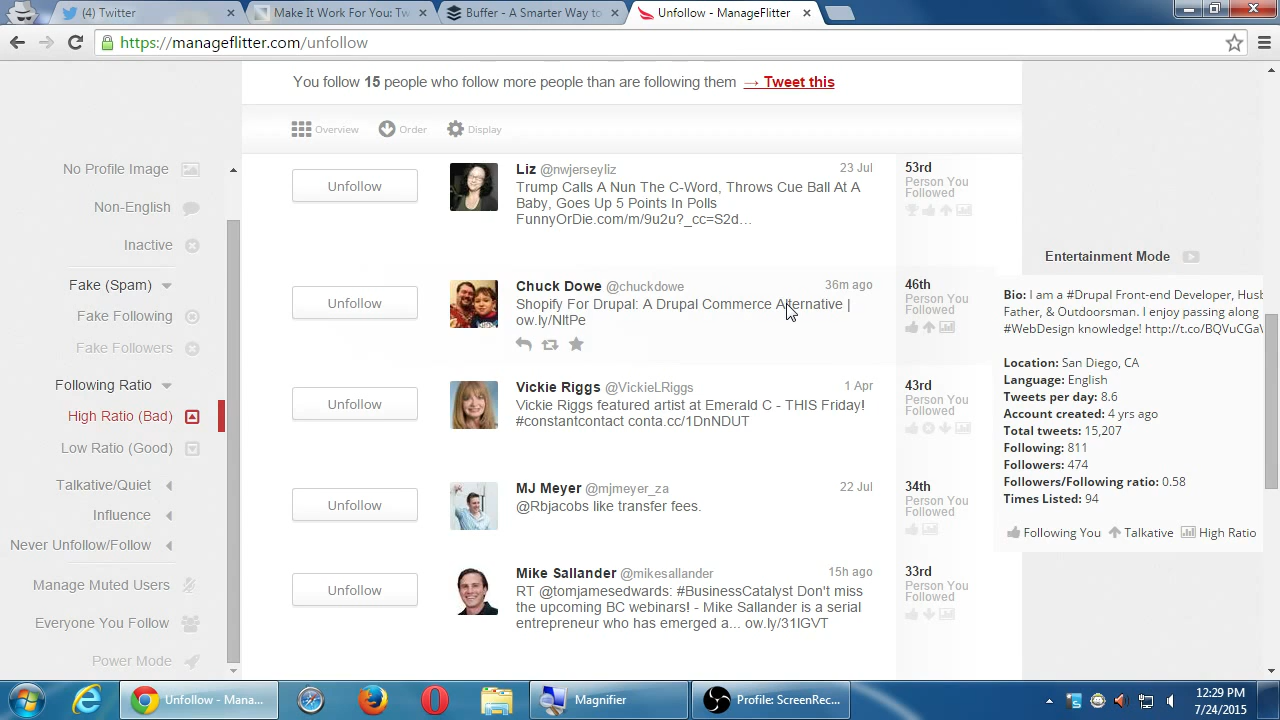 (4) Twitter
Make It Work For You: Tw
Buffer - A Smarter Way to
Unfollow - ManageFlitter
https://manageflitter.com/unfollow
You follow 15 people who follow more people than are following them → Tweet this
Overview
Order
Display
No Profile Image
Non-English
Inactive
Fake (Spam)
Fake Following
Fake Followers
Following Ratio
High Ratio (Bad)
Low Ratio (Good)
Talkative/Quiet
Influence
Never Unfollow/Follow
Manage Muted Users
Everyone You Follow
Power Mode
Unfollow
Liz @nwjerseyliz
23 Jul
Trump Calls A Nun The C-Word, Throws Cue Ball At A
Baby, Goes Up 5 Points In Polls
FunnyOrDie.com/m/9u2u?_cc=S2d…
53rd
Person You
Followed
Unfollow
Chuck Dowe @chuckdowe
36m ago
Shopify For Drupal: A Drupal Commerce Alternative |
ow.ly/NltPe
46th
Person You
Followed
Unfollow
Vickie Riggs @VickieLRiggs
1 Apr
Vickie Riggs featured artist at Emerald C - THIS Friday!
#constantcontact conta.cc/1DnNDUT
43rd
Person You
Followed
Unfollow
MJ Meyer @mjmeyer_za
22 Jul
@Rbjacobs like transfer fees.
34th
Person You
Followed
Unfollow
Mike Sallander @mikesallander
15h ago
RT @tomjamesedwards: #BusinessCatalyst Don't miss
the upcoming BC webinars! - Mike Sallander is a serial
entrepreneur who has emerged a... ow.ly/31IGVT
33rd
Person You
Followed
Entertainment Mode
Bio: I am a #Drupal Front-end Developer, Husb
Father, & Outdoorsman. I enjoy passing along
#WebDesign knowledge! http://t.co/BQVuCGa
Location: San Diego, CA
Language: English
Tweets per day: 8.6
Account created: 4 yrs ago
Total tweets: 15,207
Following: 811
Followers: 474
Followers/Following ratio: 0.58
Times Listed: 94
Following You
Talkative
High Ratio
Unfollow - Mana...
Magnifier
Profile: ScreenRec...
12:29 PM
7/24/2015